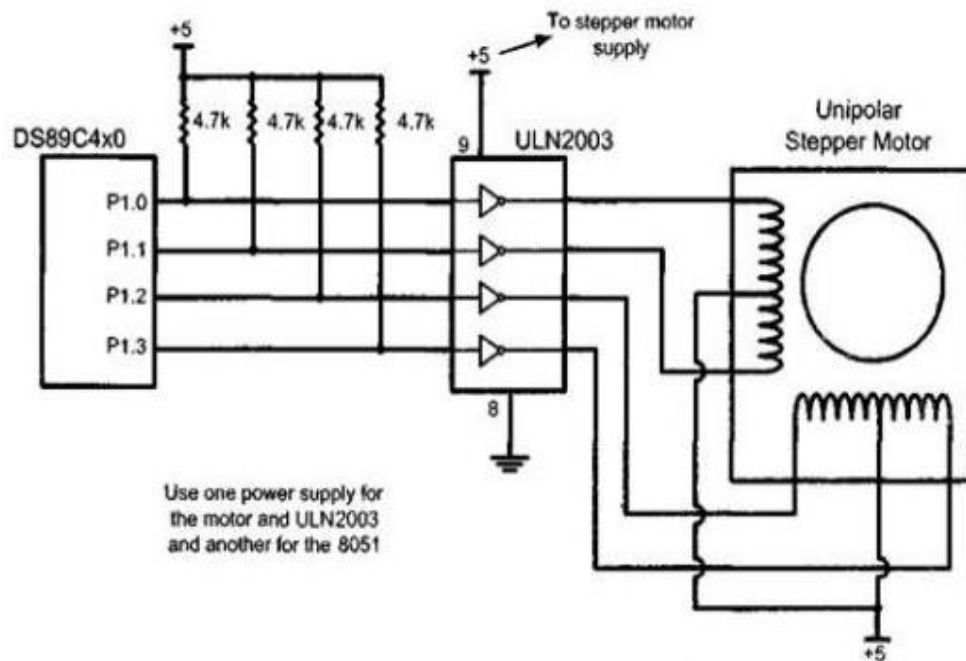 To stepper motor
supply
+5
+5
4.7k
4.7k
4.7k
4.7k
DS89C4x0
9
ULN2003
Unipolar
Stepper Motor
P1.0
P1.1
P1.2
P1.3
8
Use one power supply for
the motor and ULN2003
and another for the 8051
+5